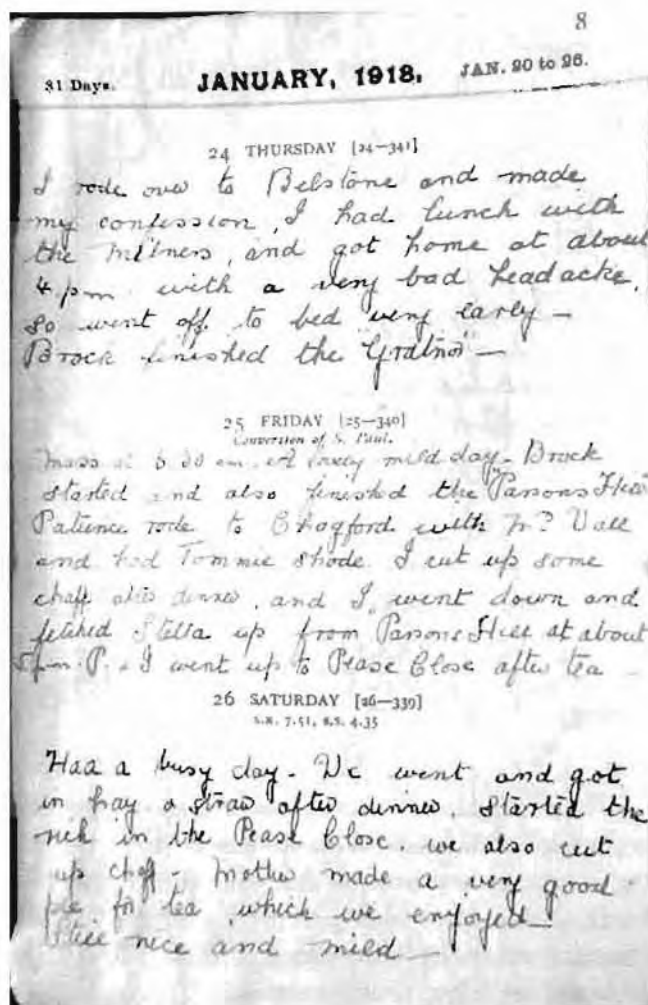 8
31 Days. JANUARY, 1918. JAN. 20 to 26.
24 THURSDAY [24—341]
I rode over to Belstone and made
my confession, I had lunch with
the Milners, and got home at about
4 pm. with a very bad headache,
so went off to bed very early —
Brock finished the "Gratnor" —
25 FRIDAY [25—340]
Conversion of S. Paul.
Mass at 6 30 am. A lovely mild day. Brock
started and also finished the "Parsons Hill"
Patience rode to Chagford with Mr Vall
and had Tommie shode. I cut up some
chaff after dinner, and I went down and
fetched Stella up from Parsons Hill at about
5 pm. P. & I went up to Pease Close after tea —
26 SATURDAY [26—339]
S.R. 7.51, S.S. 4.35
Had a busy day. We went and got
in hay & straw after dinner. Started the
rick in the Pease Close. we also cut
up chaff - Mother made a very good
pie for tea which we enjoyed —
Still nice and mild —